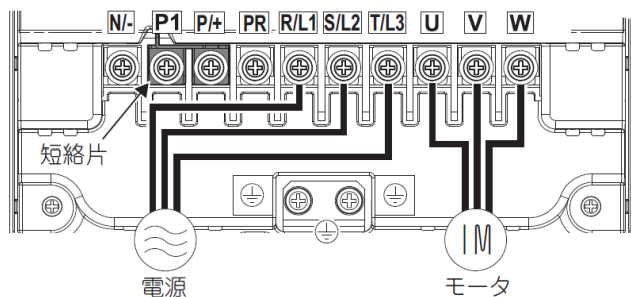 N/- P1 P/+ PR R/L1 S/L2 T/L3 U V W
短絡片
IM
電源 モータ